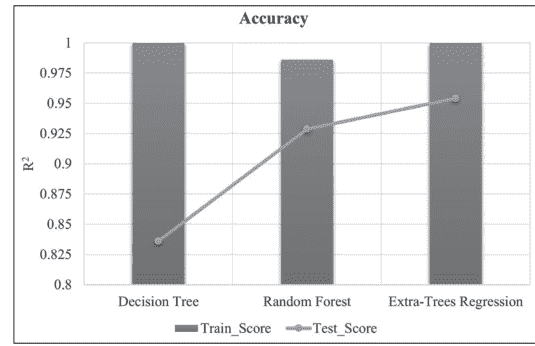 Accuracy
1
0.975
0.95
0.925
0.9
0.875
0.85
0.825
0.8
R²
Decision Tree Random Forest Extra-Trees Regression
Train_Score Test_Score